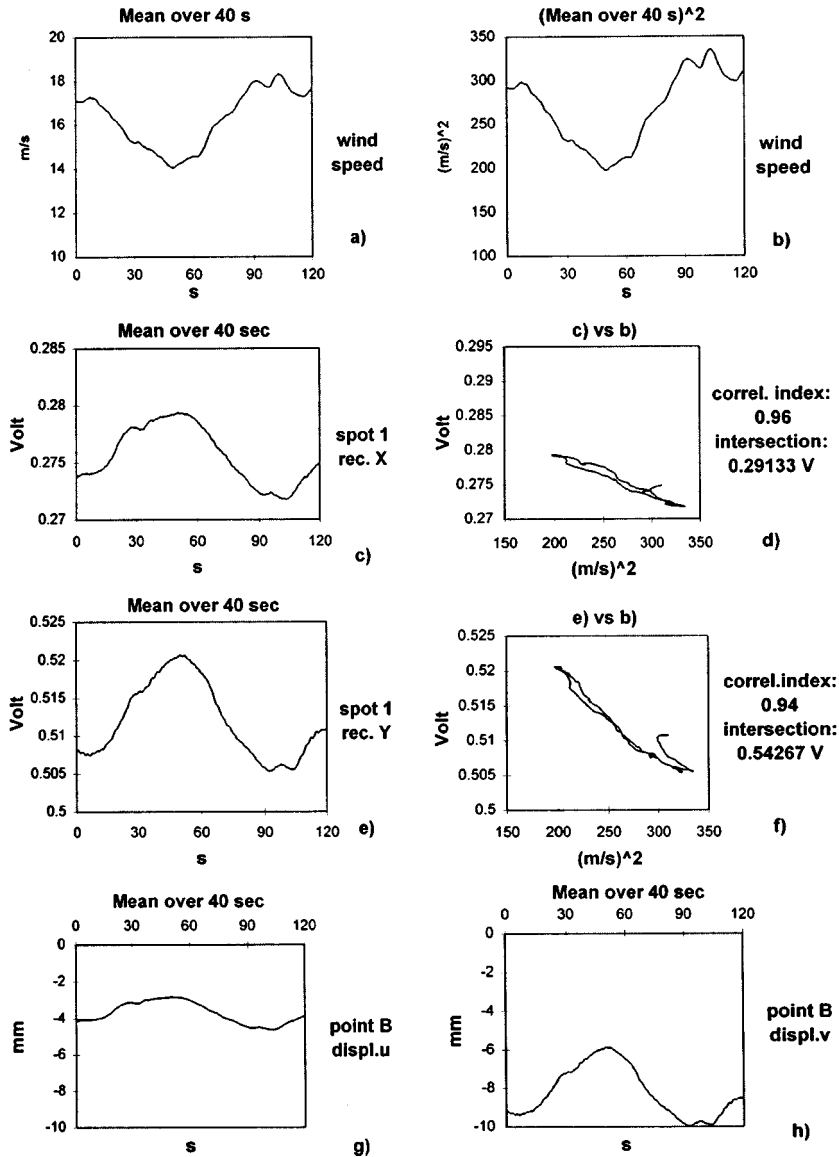 Mean over 40 s
20
18
16
14
12
10
m/s
0 30 60 90 120
s
wind
speed
a)
(Mean over 40 s)^2
350
300
250
200
150
100
(m/s)^2
0 30 60 90 120
s
wind
speed
b)
Mean over 40 sec
0.285
0.28
0.275
0.27
Volt
0 30 60 90 120
s
spot 1
rec. X
c)
c) vs b)
0.295
0.29
0.285
0.28
0.275
0.27
Volt
150 200 250 300 350
(m/s)^2
correl. index:
0.96
intersection:
0.29133 V
d)
Mean over 40 sec
0.525
0.52
0.515
0.51
0.505
0.5
Volt
0 30 60 90 120
s
spot 1
rec. Y
e)
e) vs b)
0.525
0.52
0.515
0.51
0.505
0.5
Volt
150 200 250 300 350
(m/s)^2
correl.index:
0.94
intersection:
0.54267 V
f)
Mean over 40 sec
0 30 60 90 120
0
-2
-4
-6
-8
-10
mm
s
point B
displ.u
g)
Mean over 40 sec
0 30 60 90 120
0
-2
-4
-6
-8
-10
mm
s
point B
displ.v
h)